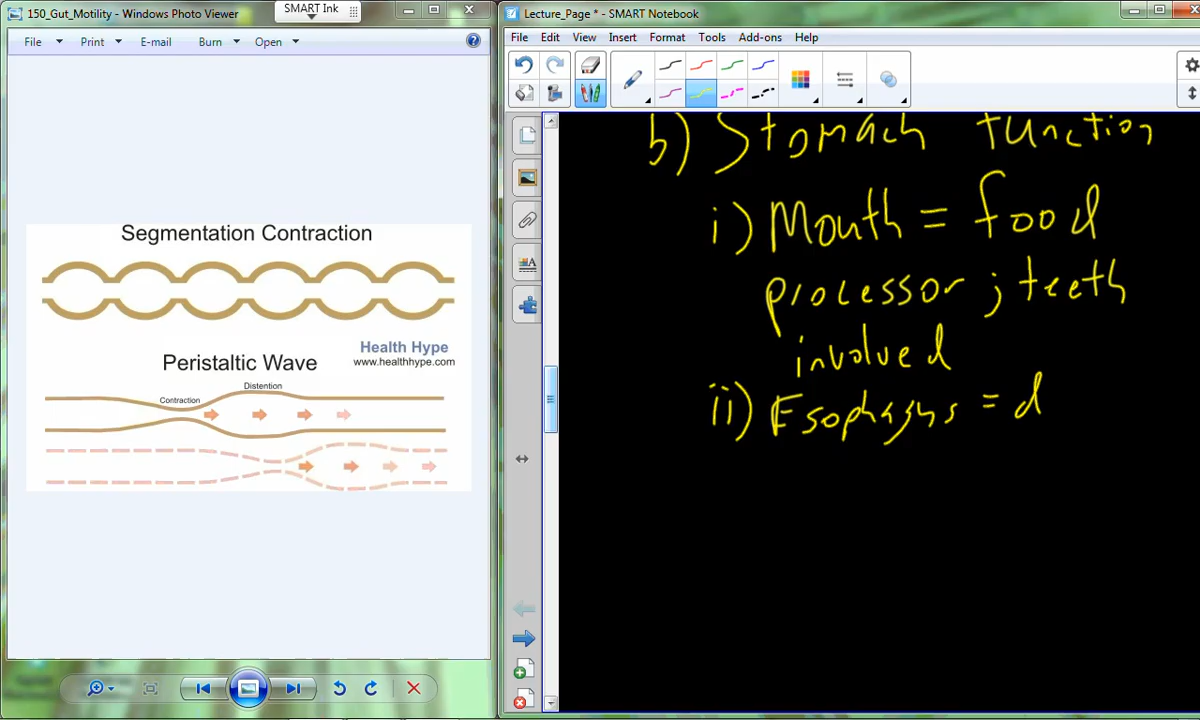 150_Gut_Motility - Windows Photo Viewer
SMART Ink
File Print E-mail Burn Open
Segmentation Contraction
Health Hype
www.healthhype.com
Peristaltic Wave
Distention
Contraction
Lecture_Page * - SMART Notebook
File Edit View Insert Format Tools Add-ons Help
b) Stomach function
i) Mouth = food
processor ; teeth
involved
ii) Esophagus = d